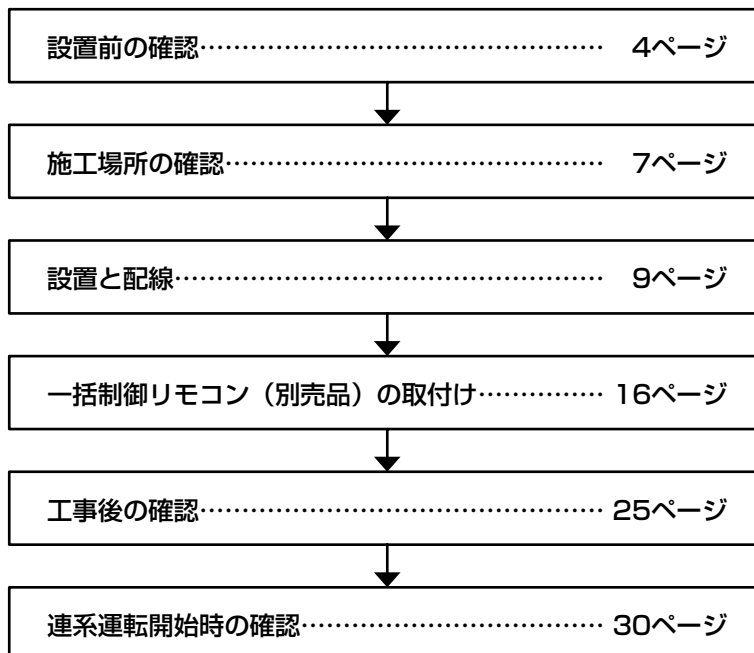 設置前の確認…………………………………………… 4ページ
施工場所の確認………………………………………… 7ページ
設置と配線……………………………………………… 9ページ
一括制御リモコン（別売品）の取付け…………… 16ページ
工事後の確認…………………………………………… 25ページ
連系運転開始時の確認………………………………… 30ページ